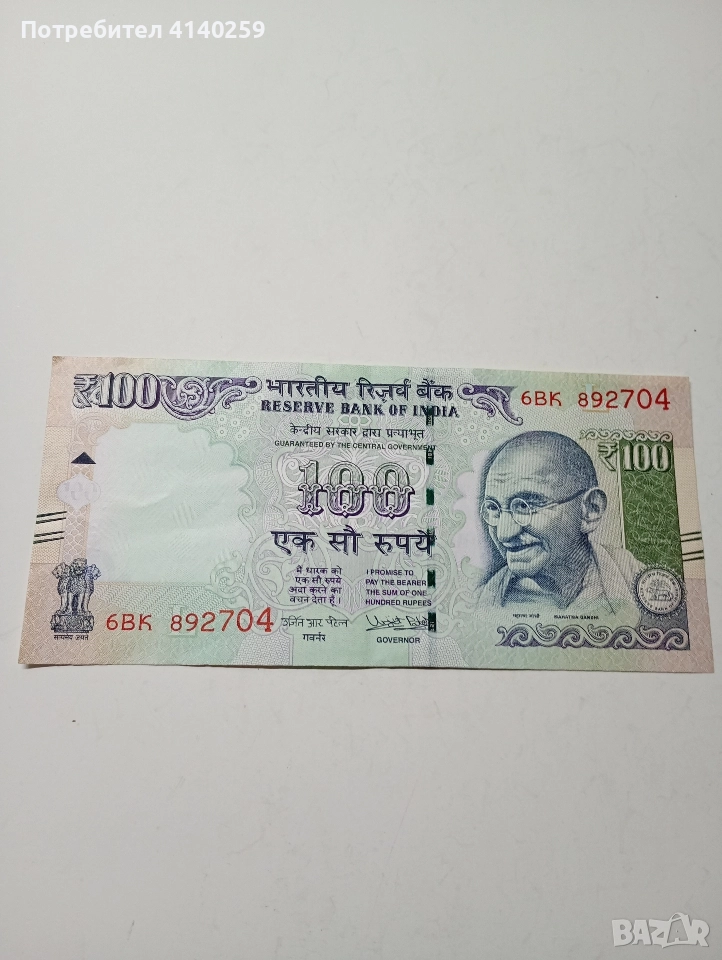 Потребител 4140259
₹100
भारतीय रिज़र्व बैंक
RESERVE BANK OF INDIA
6BK 892704
केन्द्रीय सरकार द्वारा प्रत्याभूत
GUARANTEED BY THE CENTRAL GOVERNMENT
₹100
100
एक सौ रुपये
मैं धारक को
एक सौ रुपये
अदा करने का
वचन देता हूँ।
I PROMISE TO
PAY THE BEARER
THE SUM OF ONE
HUNDRED RUPEES
महात्मा गांधी
MAHATMA GANDHI
6BK 892704
उर्जित आर पटेल
गवर्नर
GOVERNOR
सत्यमेव जयते
BAZAR